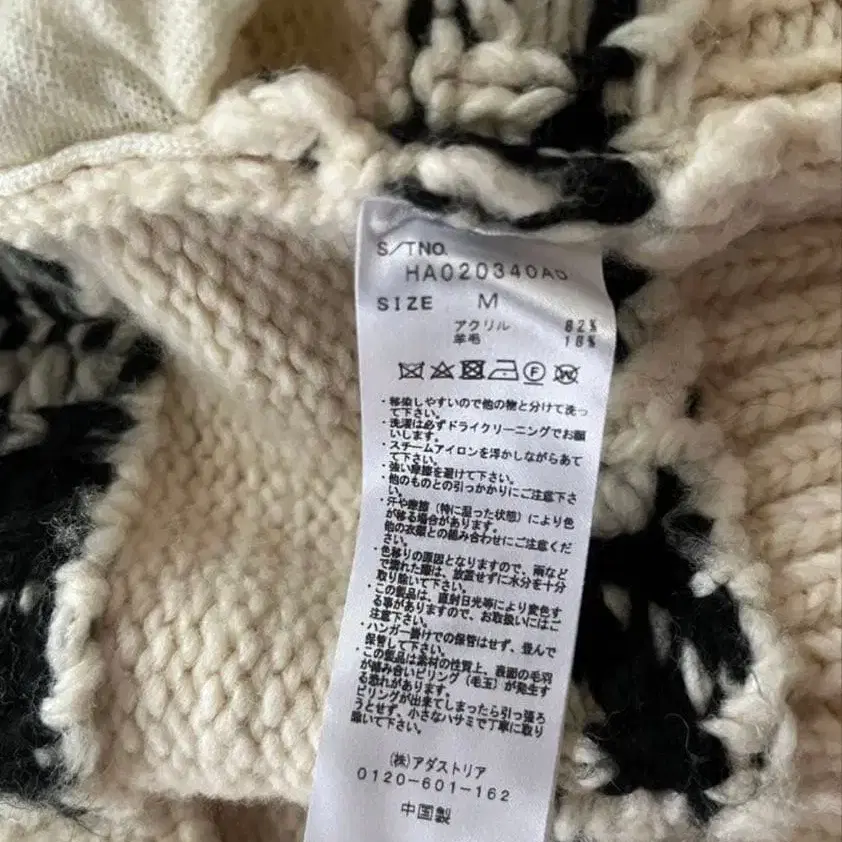 S/TNO.
HA020340A0
SIZE M
アクリル 82%
羊毛 18%
F W
・移染しやすいので他の物と分けて洗っ
て下さい。
・洗濯は必ずドライクリーニングでお願
いします。
・スチームアイロンを浮かしながらあて
て下さい。
・強い摩擦を避けて下さい。
・他のものとの引っかかりにご注意下さ
い。
・汗や摩擦（特に湿った状態）により色
が移る場合があります。
他の衣類との組み合わせにご注意くだ
さい。
・色移りの原因となりますので、雨など
で濡れた際は、放置せずに水分を十分
取り除いて下さい。
・この製品は、直射日光等により変色す
る事がありますので、お取扱いにはご
注意下さい。
・ハンガー掛けでの保管はせず、畳んで
保管して下さい。
・この製品は素材の性質上、表面の毛羽
が絡み合いピリング（毛玉）が発生す
る恐れがあります。
ピリングが出来てしまったら引っ張ろ
うとせず、小さないサミで丁寧に取り
除いて下さい。
(株)アダストリア
0120-601-162
中国製